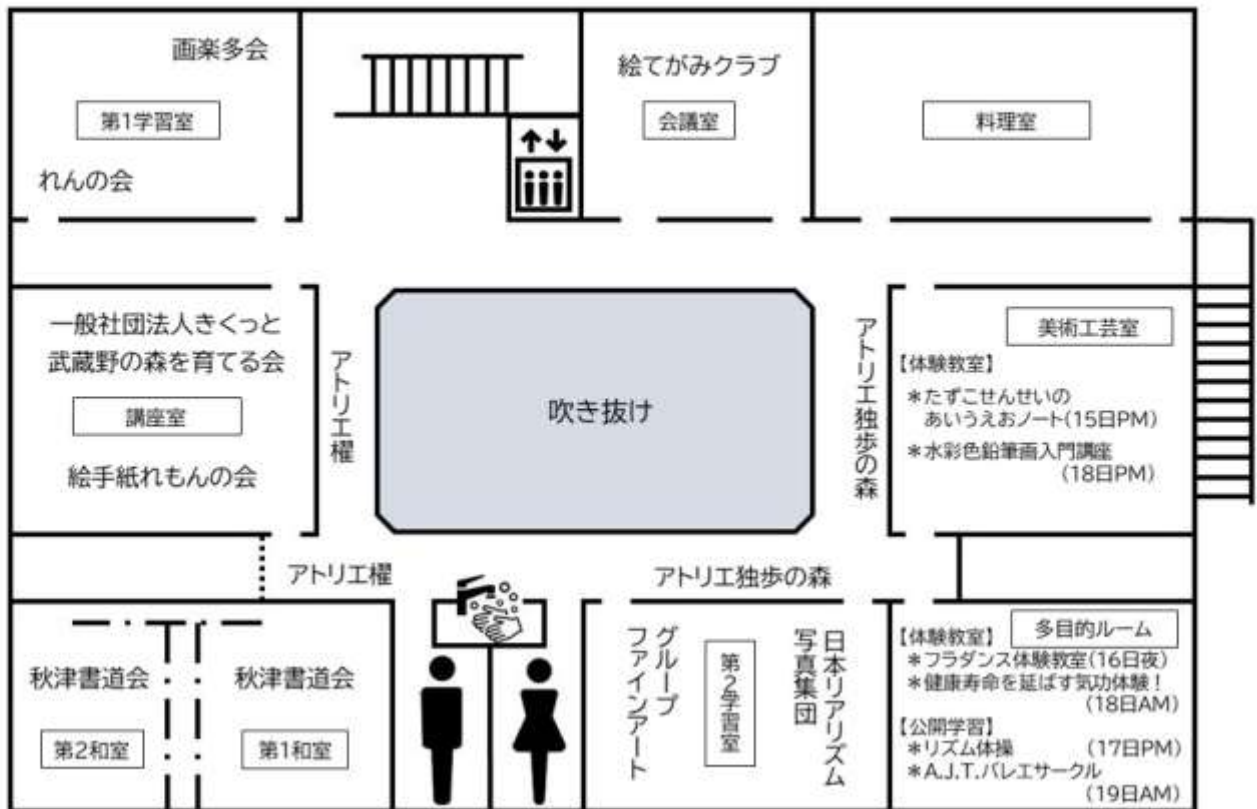 画楽多会
第1学習室
れんの会
絵てがみクラブ
会議室
料理室
一般社団法人きくっと
武蔵野の森を育てる会
講座室
絵手紙れもんの会
アトリエ櫂
吹き抜け
アトリエ独歩の森
美術工芸室
【体験教室】
＊たずこせんせいの
あいうえおノート(15日PM)
＊水彩色鉛筆画入門講座
(18日PM)
アトリエ櫂
アトリエ独歩の森
秋津書道会
第2和室
秋津書道会
第1和室
グループ
ファインアート
第2学習室
日本リアリズム
写真集団
多目的ルーム
【体験教室】
＊フラダンス体験教室(16日夜)
＊健康寿命を延ばす気功体験！
(18日AM)
【公開学習】
＊リズム体操 (17日PM)
＊A.J.T.バレエサークル
(19日AM)